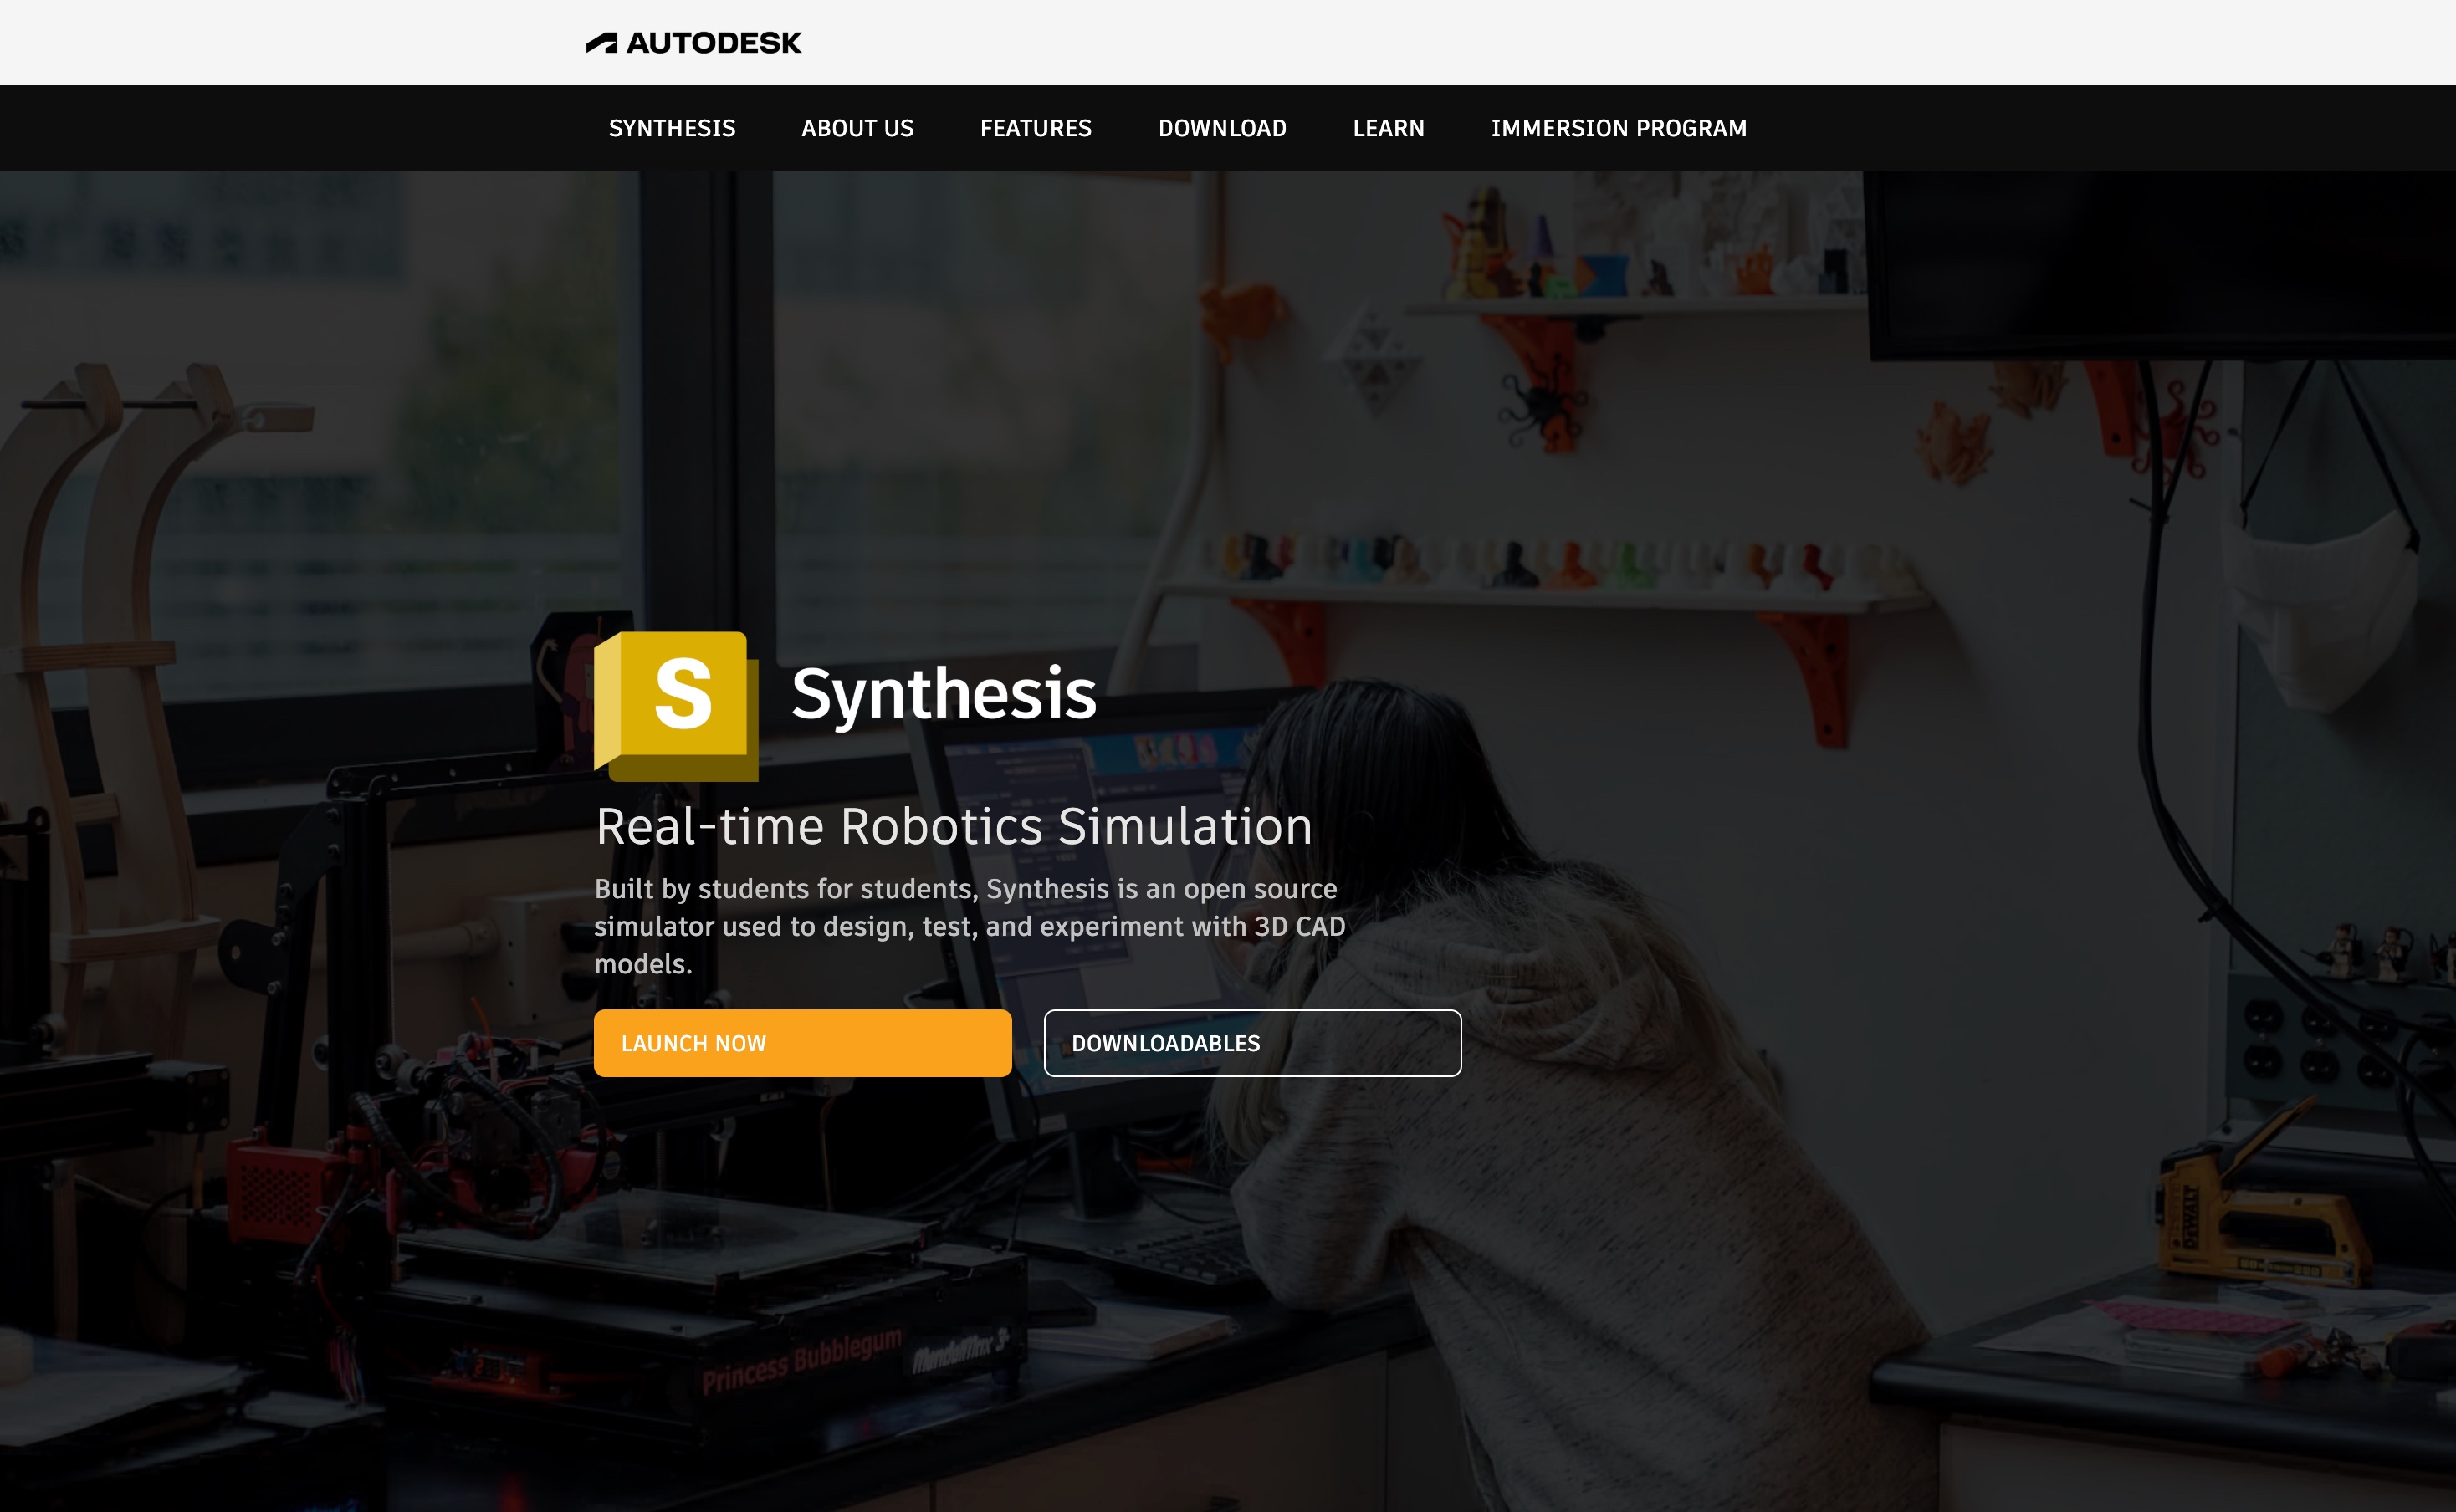 AUTODESK
SYNTHESIS ABOUT US FEATURES DOWNLOAD LEARN IMMERSION PROGRAM
S Synthesis
Real-time Robotics Simulation
Built by students for students, Synthesis is an open source
simulator used to design, test, and experiment with 3D CAD
models.
LAUNCH NOW DOWNLOADABLES
Princess Bubblegum
DEWALT